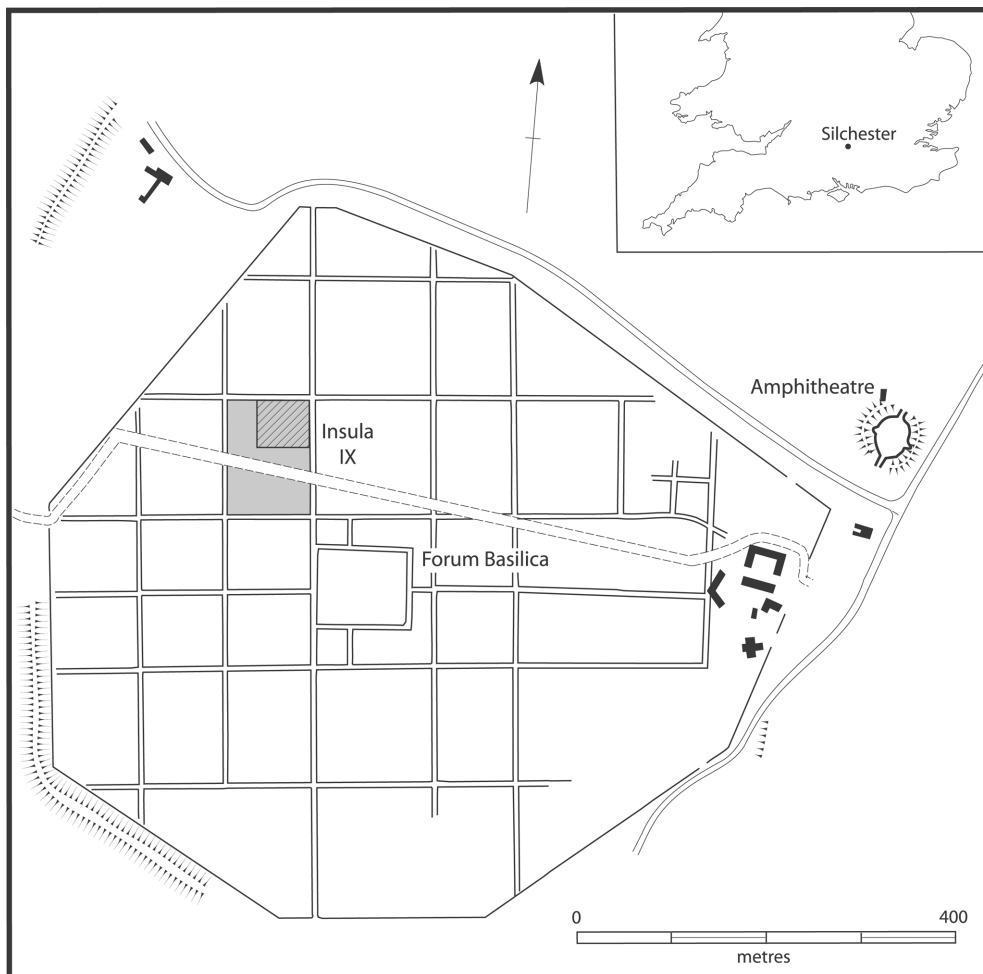 Silchester
Amphitheatre
Insula
IX
Forum Basilica
0 400
metres